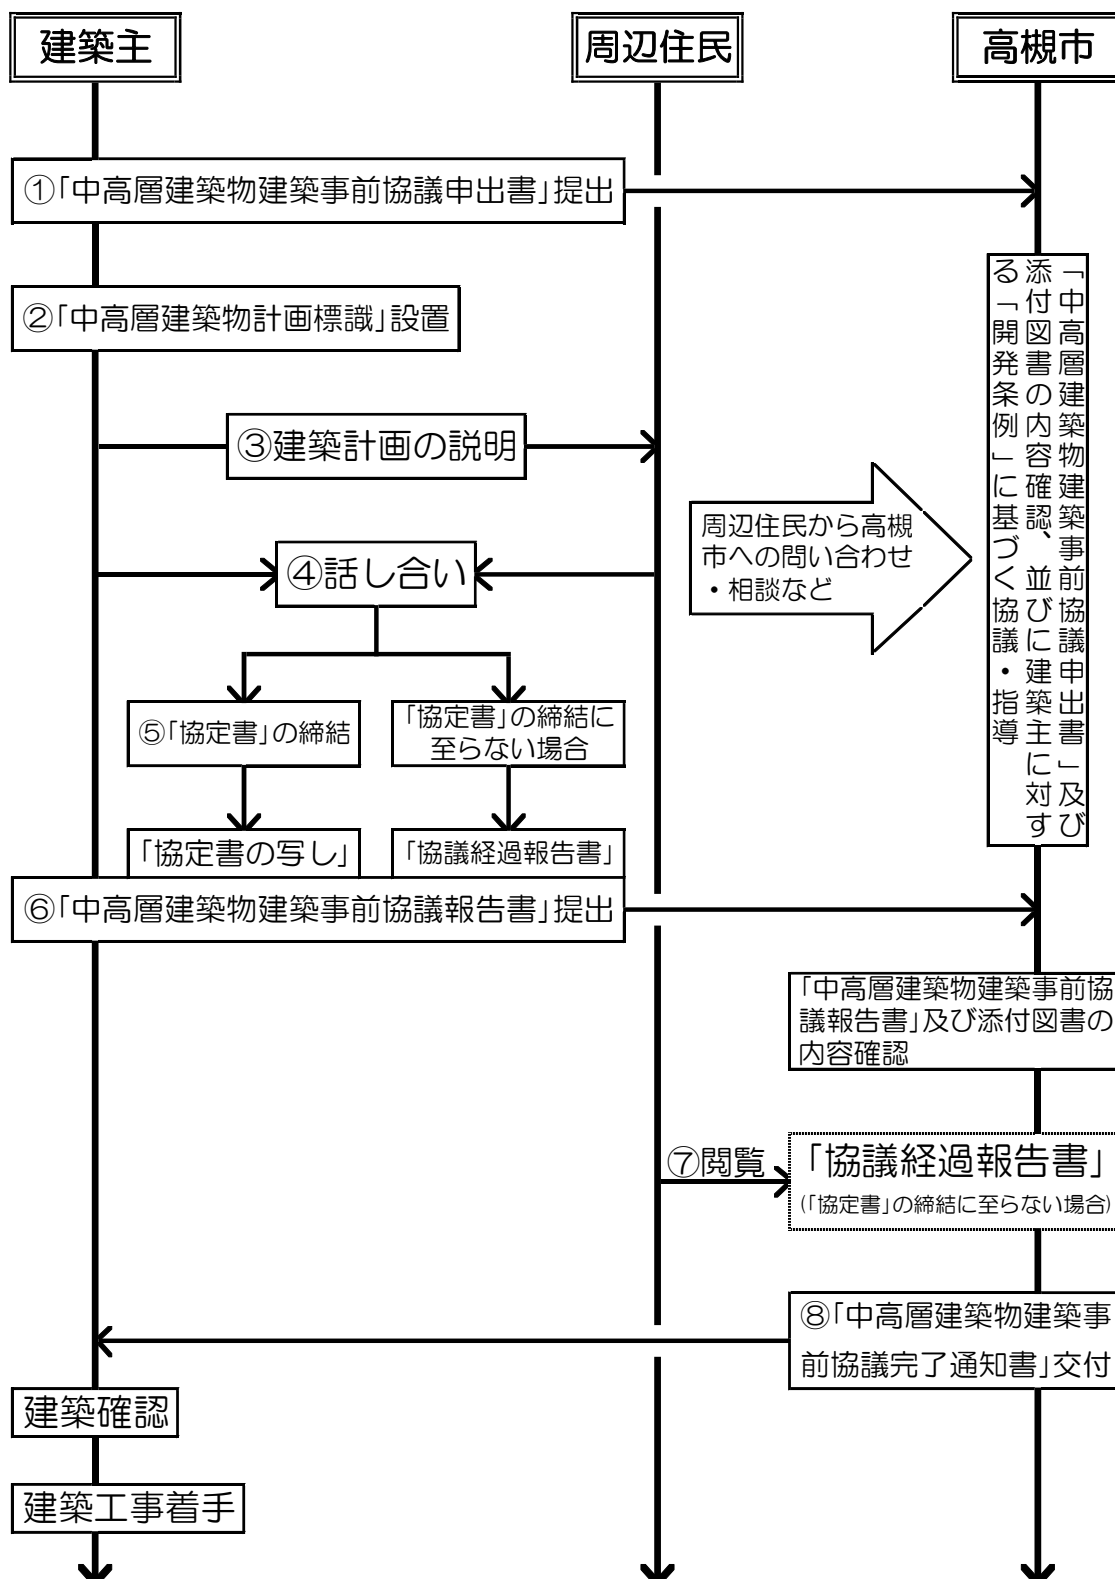 建築主
周辺住民
高槻市
①「中高層建築物建築事前協議申出書」提出
②「中高層建築物計画標識」設置
「中高層建築物建築事前協議申出書」及び
添付図書の内容確認、並びに建築主に対す
る「開発条例」に基づく協議・指導
③建築計画の説明
周辺住民から高槻
市への問い合わせ
・相談など
④話し合い
⑤「協定書」の締結
「協定書」の締結に
至らない場合
「協定書の写し」
「協議経過報告書」
⑥「中高層建築物建築事前協議報告書」提出
「中高層建築物建築事前協
議報告書」及び添付図書の
内容確認
⑦閲覧
「協議経過報告書」
(「協定書」の締結に至らない場合)
⑧「中高層建築物建築事
前協議完了通知書」交付
建築確認
建築工事着手